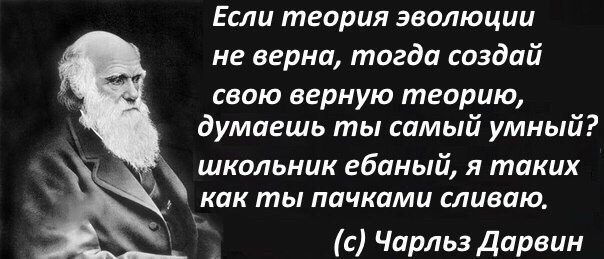 Если теория эволюции
не верна, тогда создай
свою верную теорию,
думаешь ты самый умный?
школьник ебаный, я таких
как ты пачками сливаю.
(с) Чарльз Дарвин